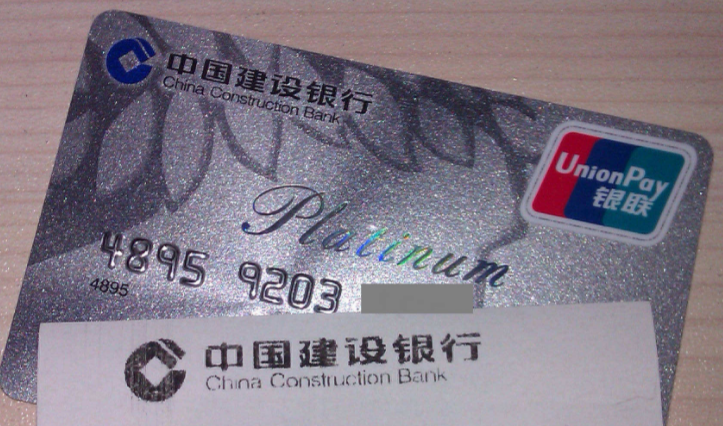 中国建设银行
China Construction Bank
UnionPay
银联
Platinum
4895 9203
4895
中国建设银行
China Construction Bank